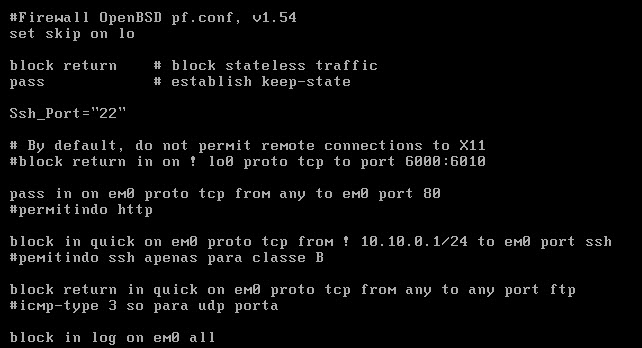 #Firewall OpenBSD pf.conf, v1.54
set skip on lo
block return # block stateless traffic
pass # establish keep-state
Ssh_Port="22"
# By default, do not permit remote connections to X11
#block return in on ! lo0 proto tcp to port 6000:6010
pass in on em0 proto tcp from any to em0 port 80
#permitindo http
block in quick on em0 proto tcp from ! 10.10.0.1/24 to em0 port ssh
#pemitindo ssh apenas para classe B
block return in quick on em0 proto tcp from any to any port ftp
#icmp-type 3 so para udp porta
block in log on em0 all